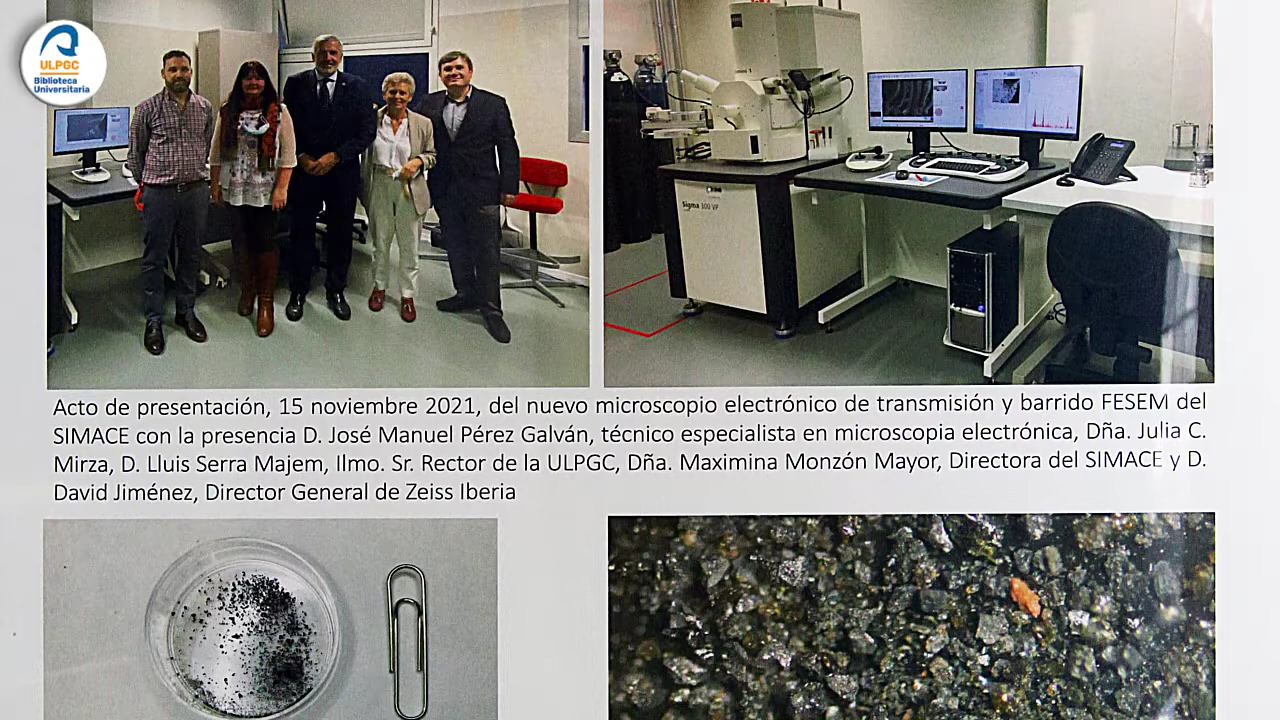 ULPGC
Biblioteca
Universitaria
Sigma 300 VP
Acto de presentación, 15 noviembre 2021, del nuevo microscopio electrónico de transmisión y barrido FESEM del
SIMACE con la presencia D. José Manuel Pérez Galván, técnico especialista en microscopia electrónica, Dña. Julia C.
Mirza, D. Lluis Serra Majem, Ilmo. Sr. Rector de la ULPGC, Dña. Maximina Monzón Mayor, Directora del SIMACE y D.
David Jiménez, Director General de Zeiss Iberia